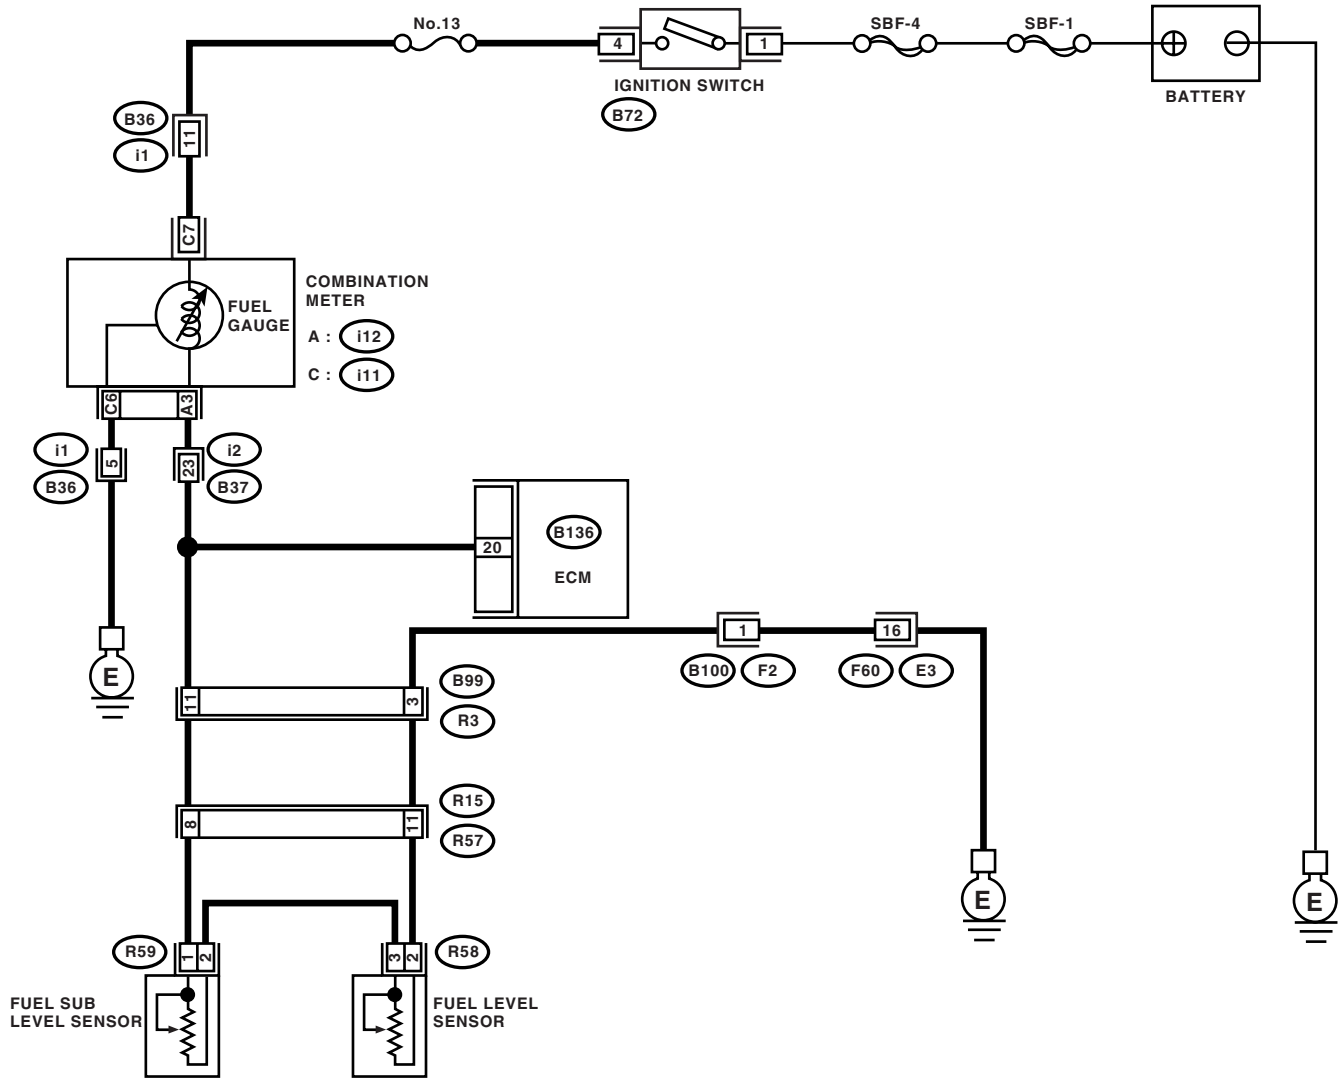 No.13
SBF-4
SBF-1
4
1
IGNITION SWITCH
B72
BATTERY
B36
11
i1
C7
FUEL
GAUGE
COMBINATION
METER
A : i12
C : i11
C6
A3
i1
5
B36
i2
23
B37
20
B136
ECM
E
1
16
B100
F2
F60
E3
11
3
B99
R3
8
11
R15
R57
E
E
R59
1
2
3
2
R58
FUEL SUB
LEVEL SENSOR
FUEL LEVEL
SENSOR